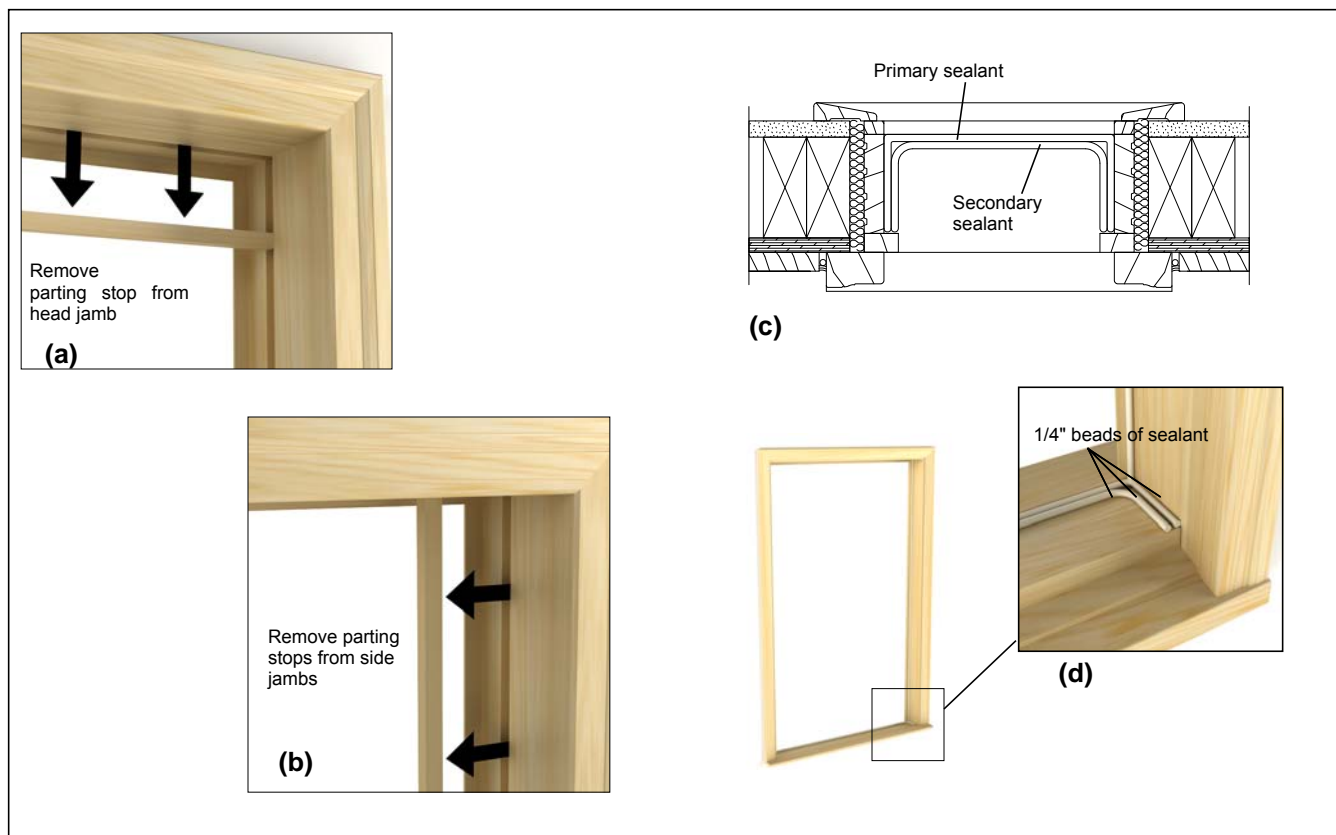 Remove
parting stop from
head jamb
(a)
Primary sealant
Secondary
sealant
(c)
Remove parting
stops from side
jambs
(b)
1/4" beads of sealant
(d)